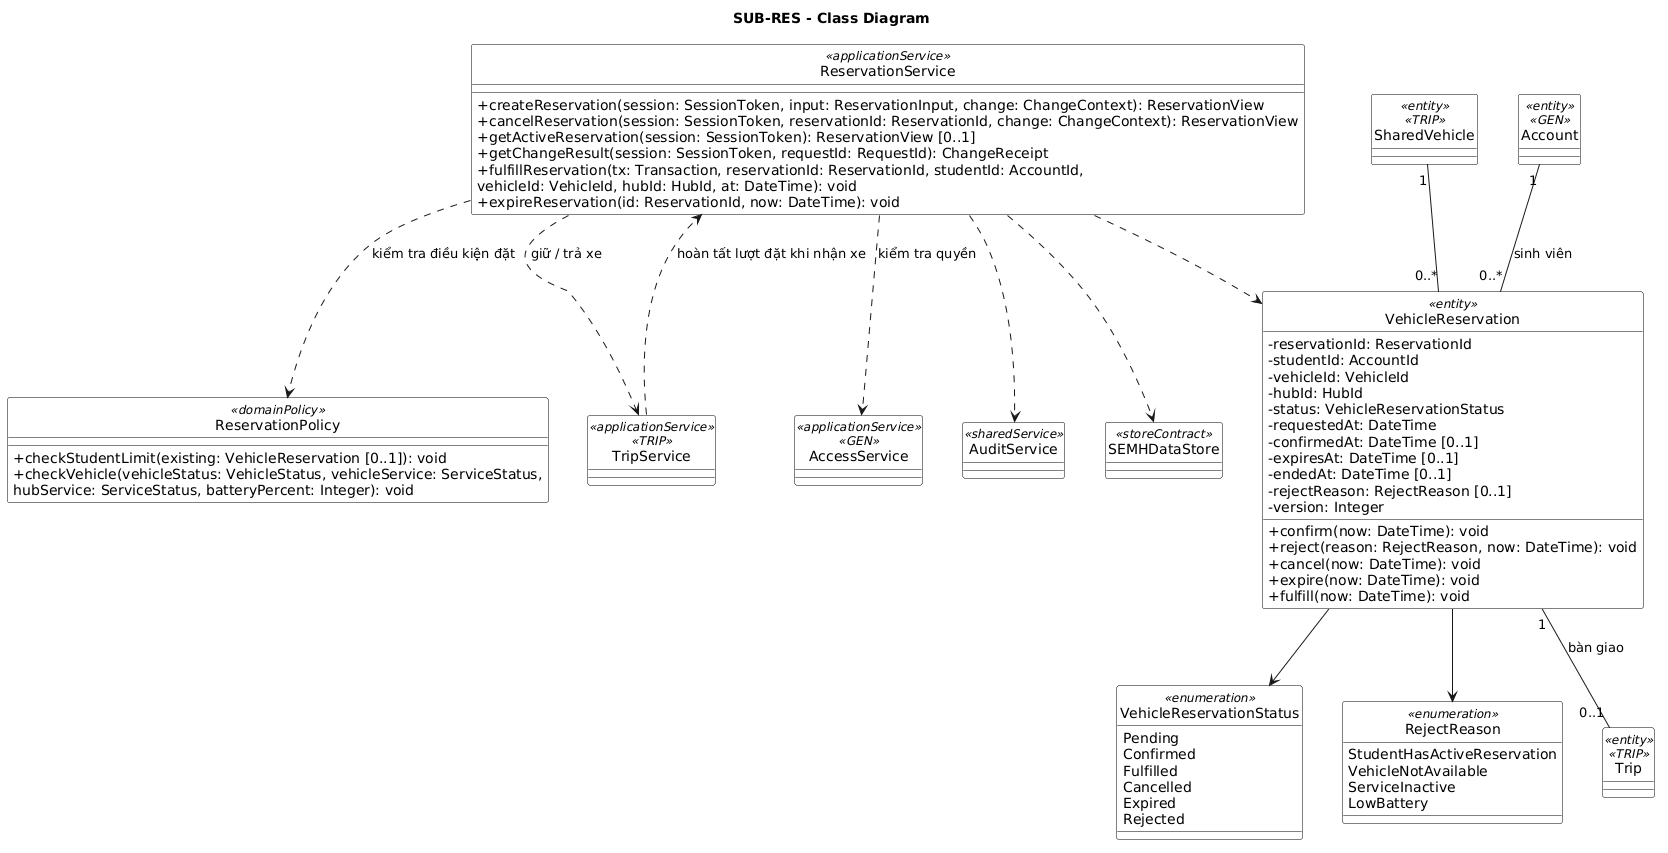 SUB-RES - Class Diagram
«applicationService»
ReservationService
+createReservation(session: SessionToken, input: ReservationInput, change: ChangeContext): ReservationView
+cancelReservation(session: SessionToken, reservationId: ReservationId, change: ChangeContext): ReservationView
+getActiveReservation(session: SessionToken): ReservationView [0..1]
+getChangeResult(session: SessionToken, requestId: RequestId): ChangeReceipt
+fulfillReservation(tx: Transaction, reservationId: ReservationId, studentId: AccountId,
vehicleId: VehicleId, hubId: HubId, at: DateTime): void
+expireReservation(id: ReservationId, now: DateTime): void
«entity»
«TRIP»
SharedVehicle
«entity»
«GEN»
Account
1
1
kiểm tra điều kiện đặt
giữ / trả xe
hoàn tất lượt đặt khi nhận xe
kiểm tra quyền
sinh viên
0..*
0..*
«entity»
VehicleReservation
-reservationId: ReservationId
-studentId: AccountId
-vehicleId: VehicleId
-hubId: HubId
-status: VehicleReservationStatus
-requestedAt: DateTime
-confirmedAt: DateTime [0..1]
-expiresAt: DateTime [0..1]
-endedAt: DateTime [0..1]
-rejectReason: RejectReason [0..1]
-version: Integer
+confirm(now: DateTime): void
+reject(reason: RejectReason, now: DateTime): void
+cancel(now: DateTime): void
+expire(now: DateTime): void
+fulfill(now: DateTime): void
«domainPolicy»
ReservationPolicy
+checkStudentLimit(existing: VehicleReservation [0..1]): void
+checkVehicle(vehicleStatus: VehicleStatus, vehicleService: ServiceStatus,
hubService: ServiceStatus, batteryPercent: Integer): void
«applicationService»
«TRIP»
TripService
«applicationService»
«GEN»
AccessService
«sharedService»
AuditService
«storeContract»
SEMHDataStore
1
bàn giao
0..1
«enumeration»
VehicleReservationStatus
Pending
Confirmed
Fulfilled
Cancelled
Expired
Rejected
«enumeration»
RejectReason
StudentHasActiveReservation
VehicleNotAvailable
ServiceInactive
LowBattery
«entity»
«TRIP»
Trip